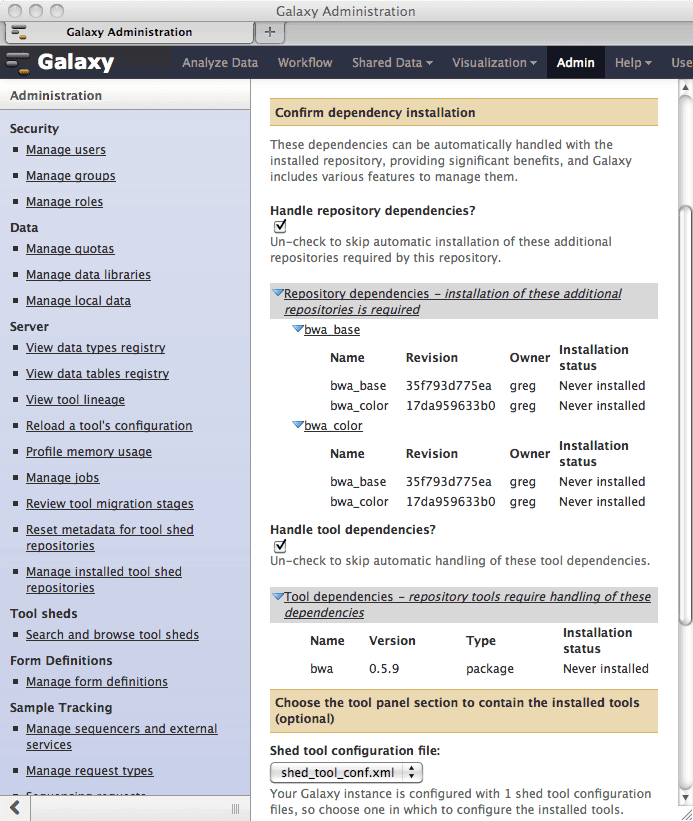 Galaxy Administration
Galaxy Administration
Galaxy
Analyze Data Workflow Shared Data Visualization Admin Help Use
Administration
Security
Manage users
Manage groups
Manage roles
Data
Manage quotas
Manage data libraries
Manage local data
Server
View data types registry
View data tables registry
View tool lineage
Reload a tool's configuration
Profile memory usage
Manage jobs
Review tool migration stages
Reset metadata for tool shed
repositories
Manage installed tool shed
repositories
Tool sheds
Search and browse tool sheds
Form Definitions
Manage form definitions
Sample Tracking
Manage sequencers and external
services
Manage request types
Sequencing requests
Confirm dependency installation
These dependencies can be automatically handled with the
installed repository, providing significant benefits, and Galaxy
includes various features to manage them.
Handle repository dependencies?
Un-check to skip automatic installation of these additional
repositories required by this repository.
Repository dependencies - installation of these additional
repositories is required
bwa_base
Name Revision Owner Installation
status
bwa_base 35f793d775ea greg Never installed
bwa_color 17da959633b0 greg Never installed
bwa_color
Name Revision Owner Installation
status
bwa_base 35f793d775ea greg Never installed
bwa_color 17da959633b0 greg Never installed
Handle tool dependencies?
Un-check to skip automatic handling of these tool dependencies.
Tool dependencies - repository tools require handling of these
dependencies
Name Version Type Installation
status
bwa 0.5.9 package Never installed
Choose the tool panel section to contain the installed tools
(optional)
Shed tool configuration file:
shed_tool_conf.xml
Your Galaxy instance is configured with 1 shed tool configuration
files, so choose one in which to configure the installed tools.